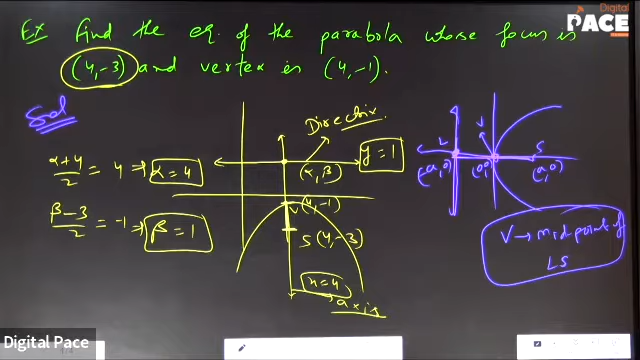 Digital
PACE
Ex Find the eq. of the parabola whose focus is
(4,-3) and vertex is (4,-1).
Sol
Directrix
α+4/2 = 4 ⇒ α=4
(α,β)
y=1
β-3/2 = -1 ⇒ β=1
V(4,-1)
S(4,-3)
x=4
axis
L
V
S
(-a,0)
(0,0)
(a,0)
V → mid point of
LS
Digital Pace